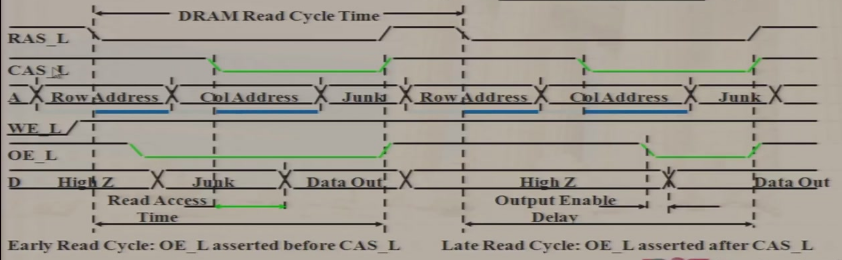 DRAM Read Cycle Time
RAS_L
CAS_L
A Row Address Col Address Junk Row Address Col Address Junk
WE_L
OE_L
D High Z Junk Data Out High Z Data Out
Read Access Output Enable
Time Delay
Early Read Cycle: OE_L asserted before CAS_L Late Read Cycle: OE_L asserted after CAS_L